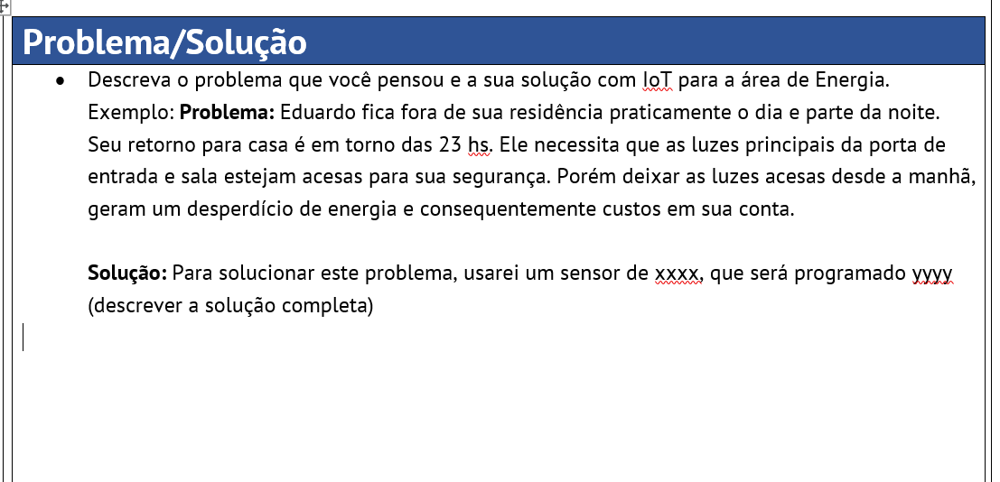 Problema/Solução
• Descreva o problema que você pensou e a sua solução com IoT para a área de Energia.
Exemplo: Problema: Eduardo fica fora de sua residência praticamente o dia e parte da noite.
Seu retorno para casa é em torno das 23 hs. Ele necessita que as luzes principais da porta de
entrada e sala estejam acesas para sua segurança. Porém deixar as luzes acesas desde a manhã,
geram um desperdício de energia e consequentemente custos em sua conta.
Solução: Para solucionar este problema, usarei um sensor de xxxx, que será programado yyyy
(descrever a solução completa)